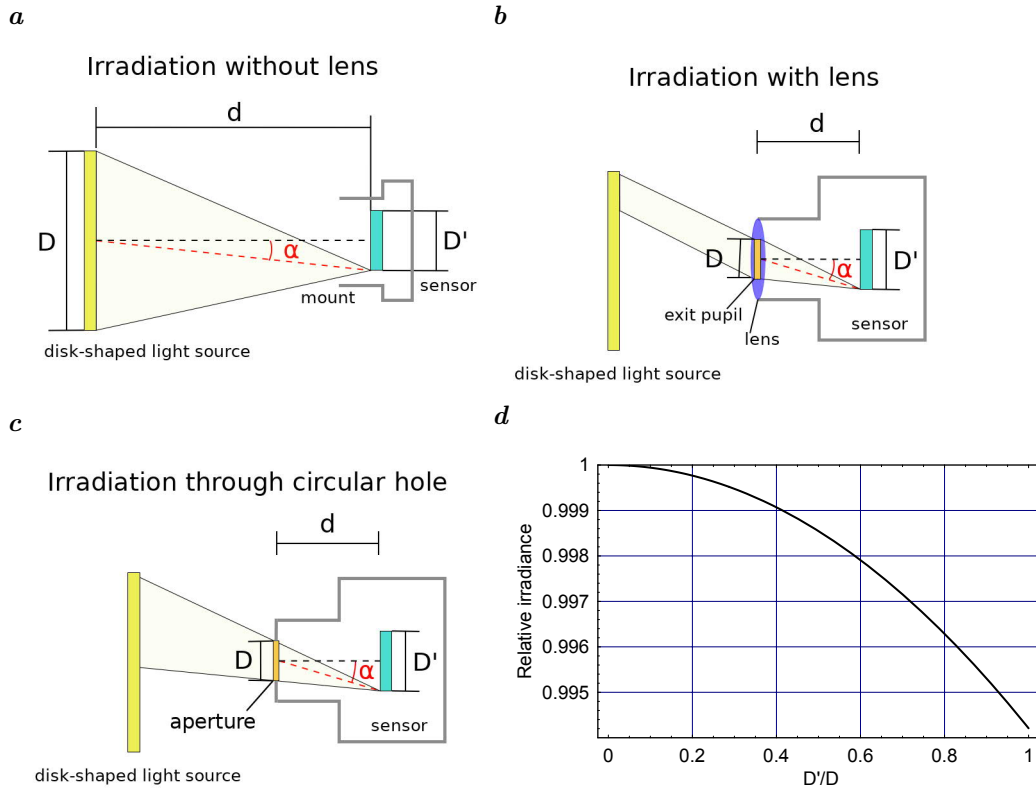 a
Irradiation without lens
d
D
α
D'
mount
sensor
disk-shaped light source
b
Irradiation with lens
d
D
α
D'
exit pupil
sensor
lens
disk-shaped light source
c
Irradiation through circular hole
d
D
α
D'
aperture
sensor
disk-shaped light source
d
Relative irradiance
1
0.999
0.998
0.997
0.996
0.995
0 0.2 0.4 0.6 0.8 1
D'/D